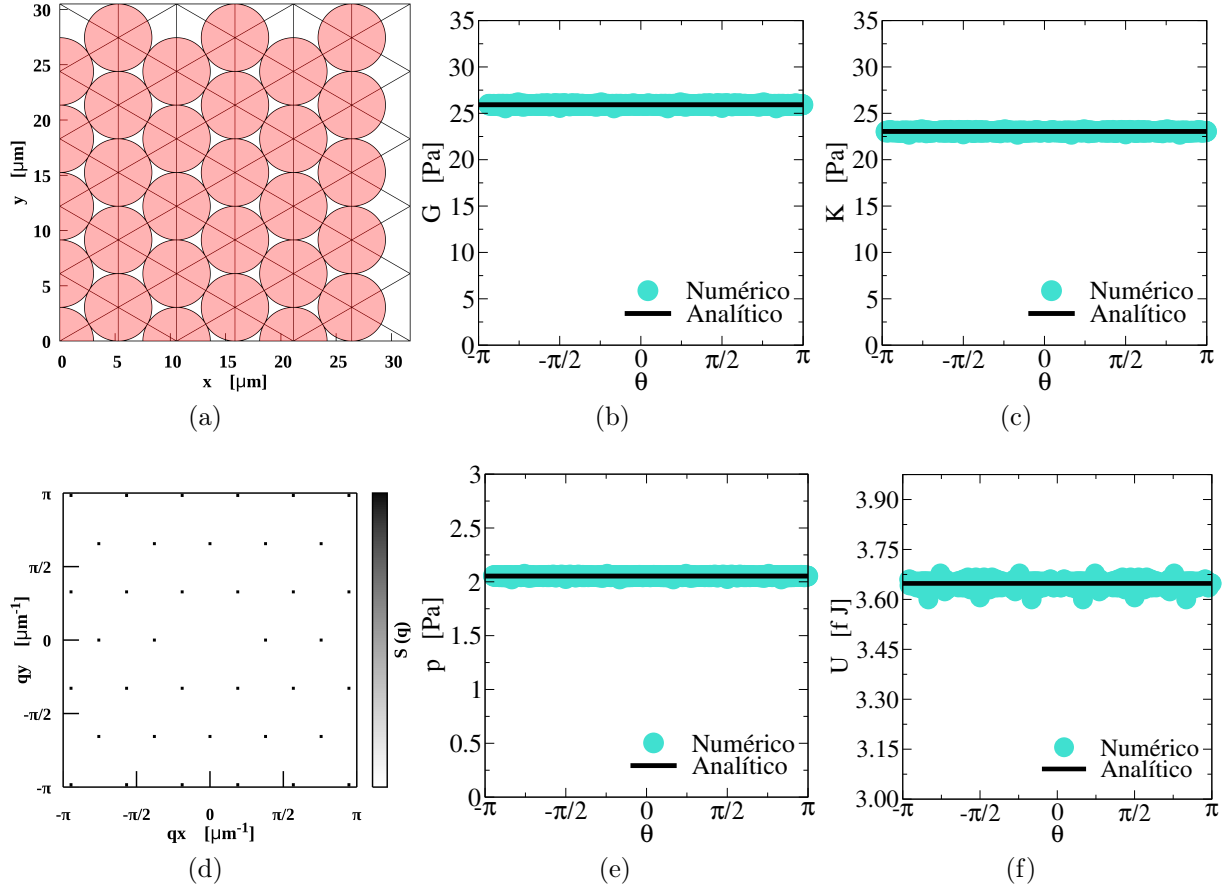 30
25
20
15
10
5
0
y [µm]
0 5 10 15 20 25 30
x [µm]
(a)
35
30
25
20
15
10
5
0
G [Pa]
Numérico
Analítico
-π -π/2 0 π/2 π
θ
(b)
35
30
25
20
15
10
5
0
K [Pa]
Numérico
Analítico
-π -π/2 0 π/2 π
θ
(c)
π
π/2
0
-π/2
-π
qy [µm⁻¹]
-π -π/2 0 π/2 π
qx [µm⁻¹]
S (q)
(d)
3
2.5
2
1.5
1
0.5
0
p [Pa]
Numérico
Analítico
-π -π/2 0 π/2 π
θ
(e)
3.90
3.75
3.60
3.45
3.30
3.15
3.00
U [f J]
Numérico
Analítico
-π -π/2 0 π/2 π
θ
(f)